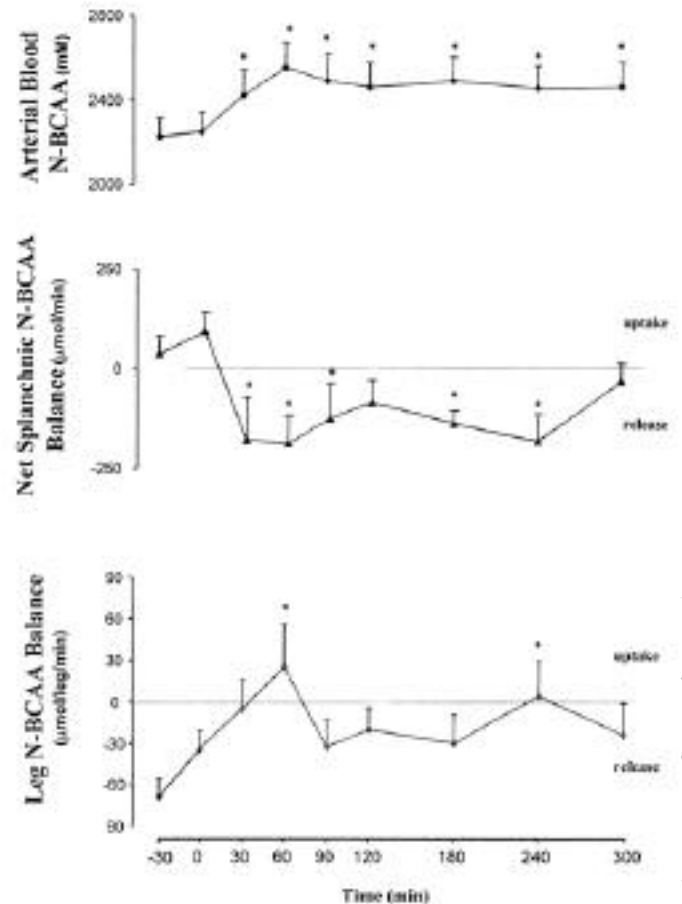 Arterial Blood
N-BCAA (mM)
2800
2400
2000
*
*
*
*
*
*
*
Net Splanchnic N-BCAA
Balance (µmol/min)
250
0
-250
uptake
release
*
*
*
*
*
Leg N-BCAA Balance
(µmol/leg/min)
90
60
30
0
-30
-60
90
uptake
release
*
*
-30 0 30 60 90 120 180 240 300
Time (min)